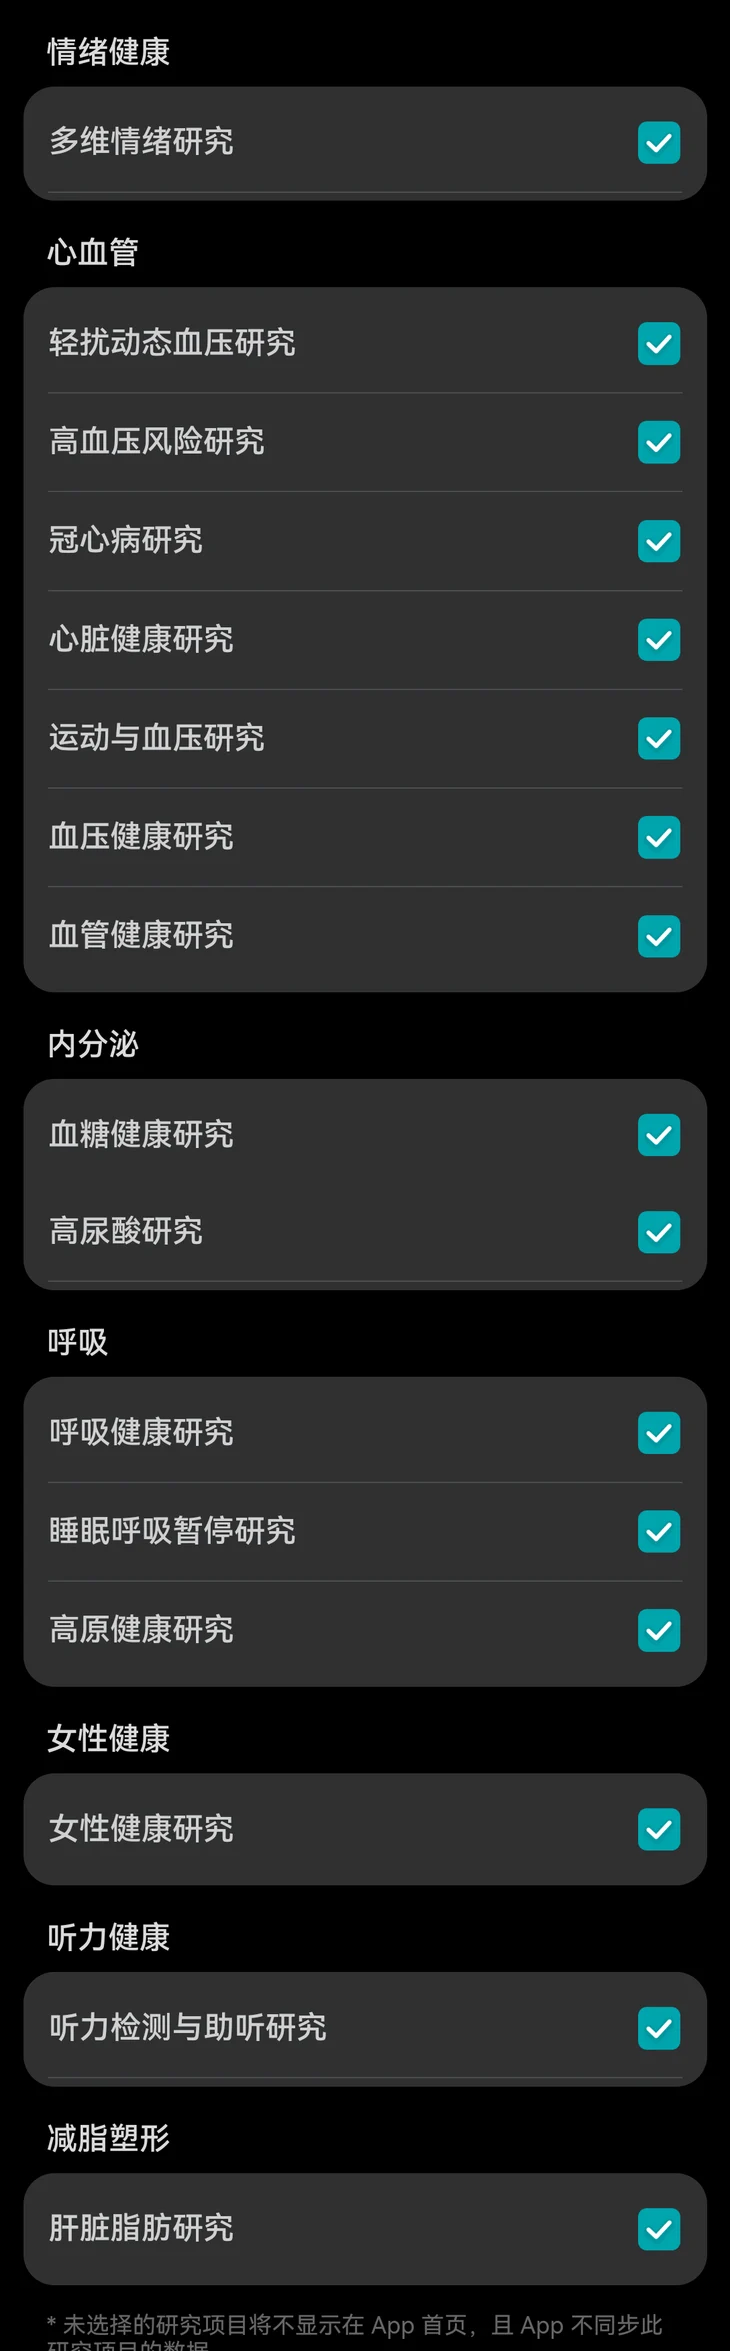 情绪健康
多维情绪研究
心血管
轻扰动态血压研究
高血压风险研究
冠心病研究
心脏健康研究
运动与血压研究
血压健康研究
血管健康研究
内分泌
血糖健康研究
高尿酸研究
呼吸
呼吸健康研究
睡眠呼吸暂停研究
高原健康研究
女性健康
女性健康研究
听力健康
听力检测与助听研究
减脂塑形
肝脏脂肪研究
* 未选择的研究项目将不显示在 App 首页，且 App 不同步此
研究项目的数据